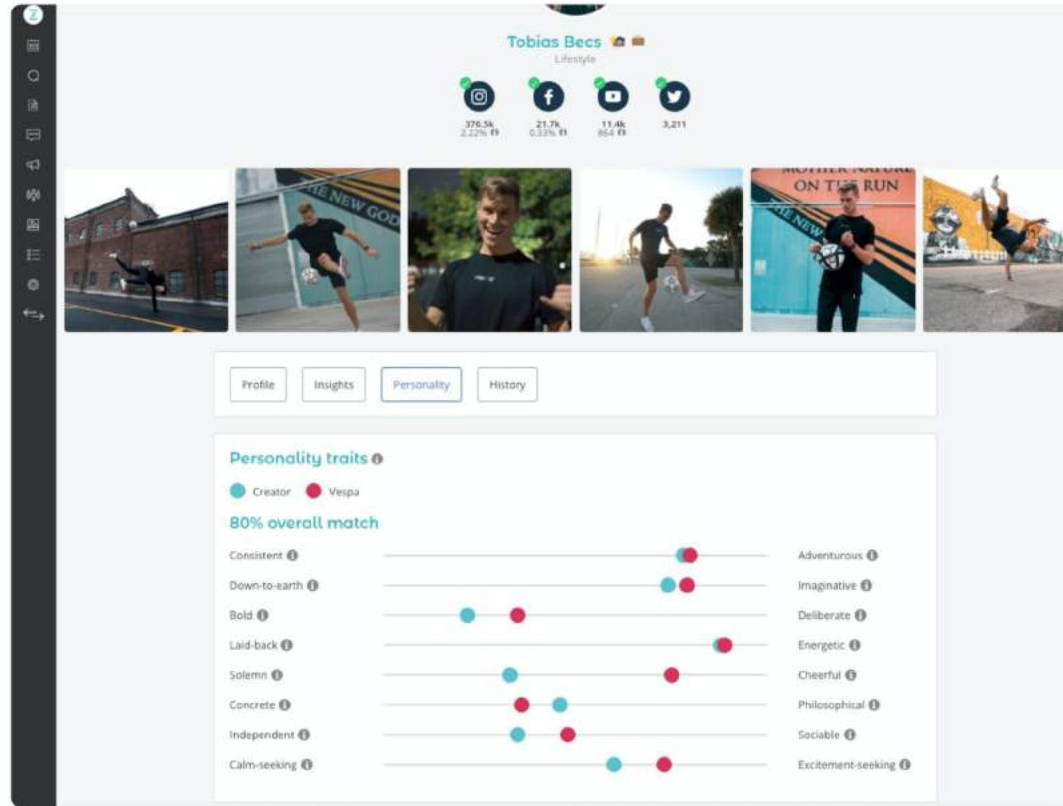 Z
Tobias Becs
Lifestyle
376.5k
2.22%
21.7k
0.33%
11.4k
864
3,211
THE NEW GOD
MOTHER NATURE
ON THE RUN
THE NEW
Profile
Insights
Personality
History
Personality traits
Creator
Vespa
80% overall match
Consistent
Adventurous
Down-to-earth
Imaginative
Bold
Deliberate
Laid-back
Energetic
Solemn
Cheerful
Concrete
Philosophical
Independent
Sociable
Calm-seeking
Excitement-seeking